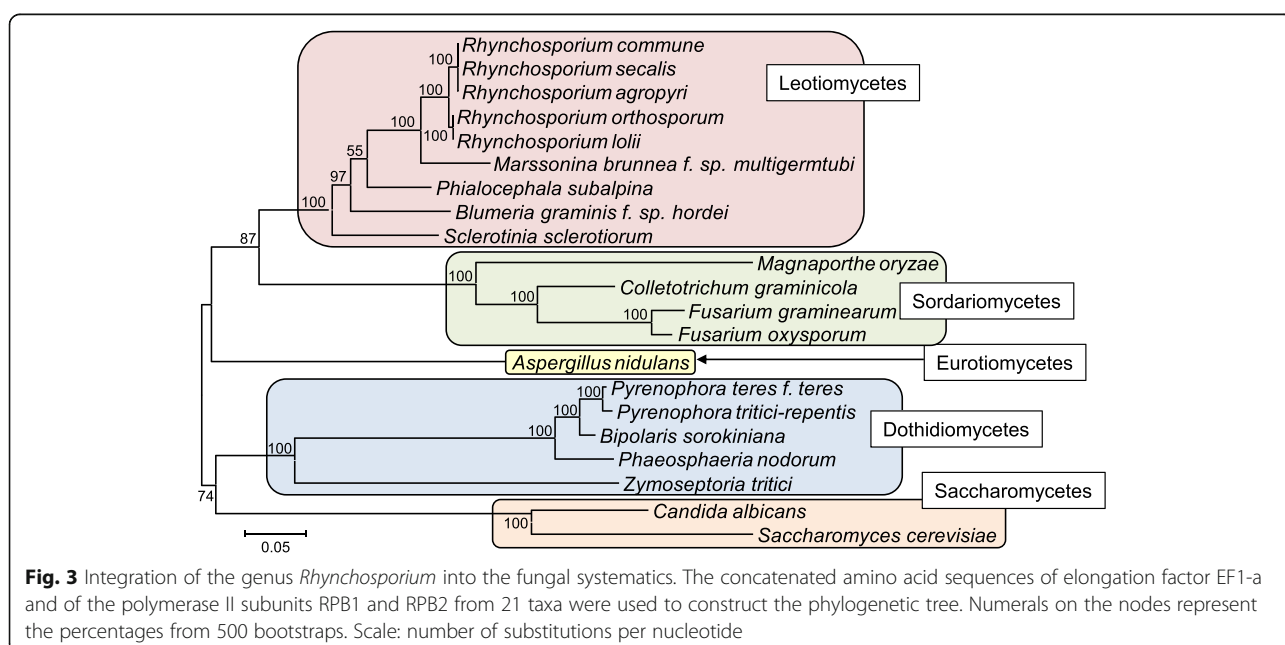 Rhynchosporium commune
100
Rhynchosporium secalis
Leotiomycetes
100
Rhynchosporium agropyri
100
Rhynchosporium orthosporum
100
Rhynchosporium lolii
55
Marssonina brunnea f. sp. multigermtubi
97
Phialocephala subalpina
100
Blumeria graminis f. sp. hordei
87
Sclerotinia sclerotiorum
100
Magnaporthe oryzae
100
Colletotrichum graminicola
Sordariomycetes
100
Fusarium graminearum
Fusarium oxysporum
Aspergillus nidulans
Eurotiomycetes
100
Pyrenophora teres f. teres
100
Pyrenophora tritici-repentis
Dothidiomycetes
100
Bipolaris sorokiniana
100
Phaeosphaeria nodorum
Zymoseptoria tritici
Saccharomycetes
74
Candida albicans
100
Saccharomyces cerevisiae
0.05
Fig. 3 Integration of the genus Rhynchosporium into the fungal systematics. The concatenated amino acid sequences of elongation factor EF1-a
and of the polymerase II subunits RPB1 and RPB2 from 21 taxa were used to construct the phylogenetic tree. Numerals on the nodes represent
the percentages from 500 bootstraps. Scale: number of substitutions per nucleotide